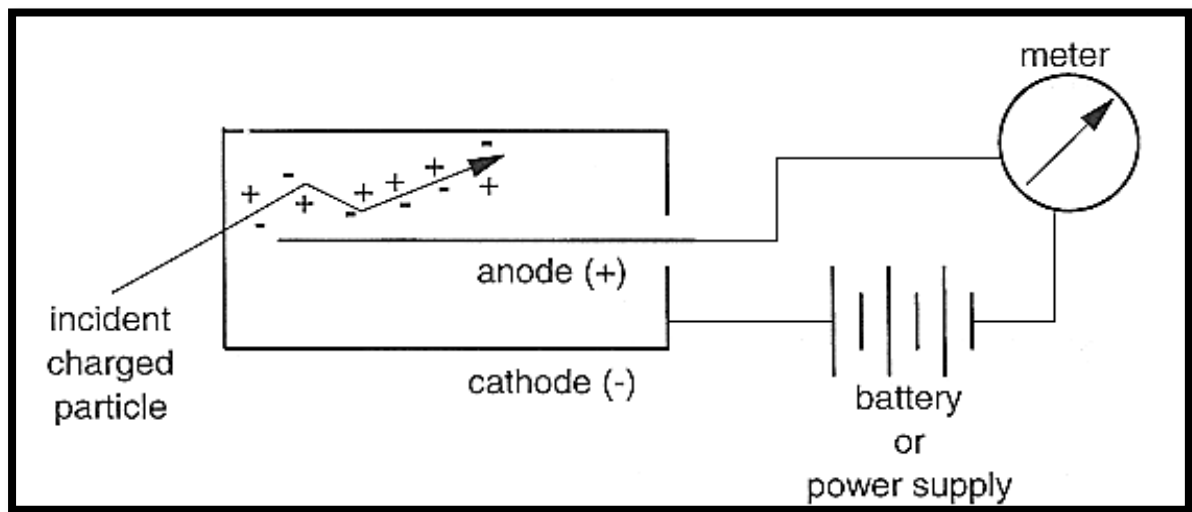 meter
anode (+)
incident
charged
particle
cathode (-)
battery
or
power supply